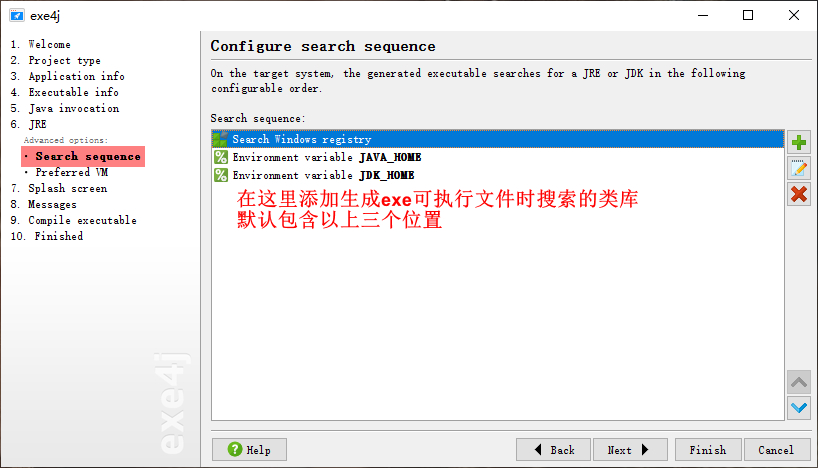 exe4j
1. Welcome
2. Project type
3. Application info
4. Executable info
5. Java invocation
6. JRE
Advanced options:
· Search sequence
· Preferred VM
7. Splash screen
8. Messages
9. Compile executable
10. Finished
exe4j
Configure search sequence
On the target system, the generated executable searches for a JRE or JDK in the following
configurable order.
Search sequence:
Search Windows registry
Environment variable JAVA_HOME
Environment variable JDK_HOME
在这里添加生成exe可执行文件时搜索的类库
默认包含以上三个位置
Help
Back
Next
Finish
Cancel